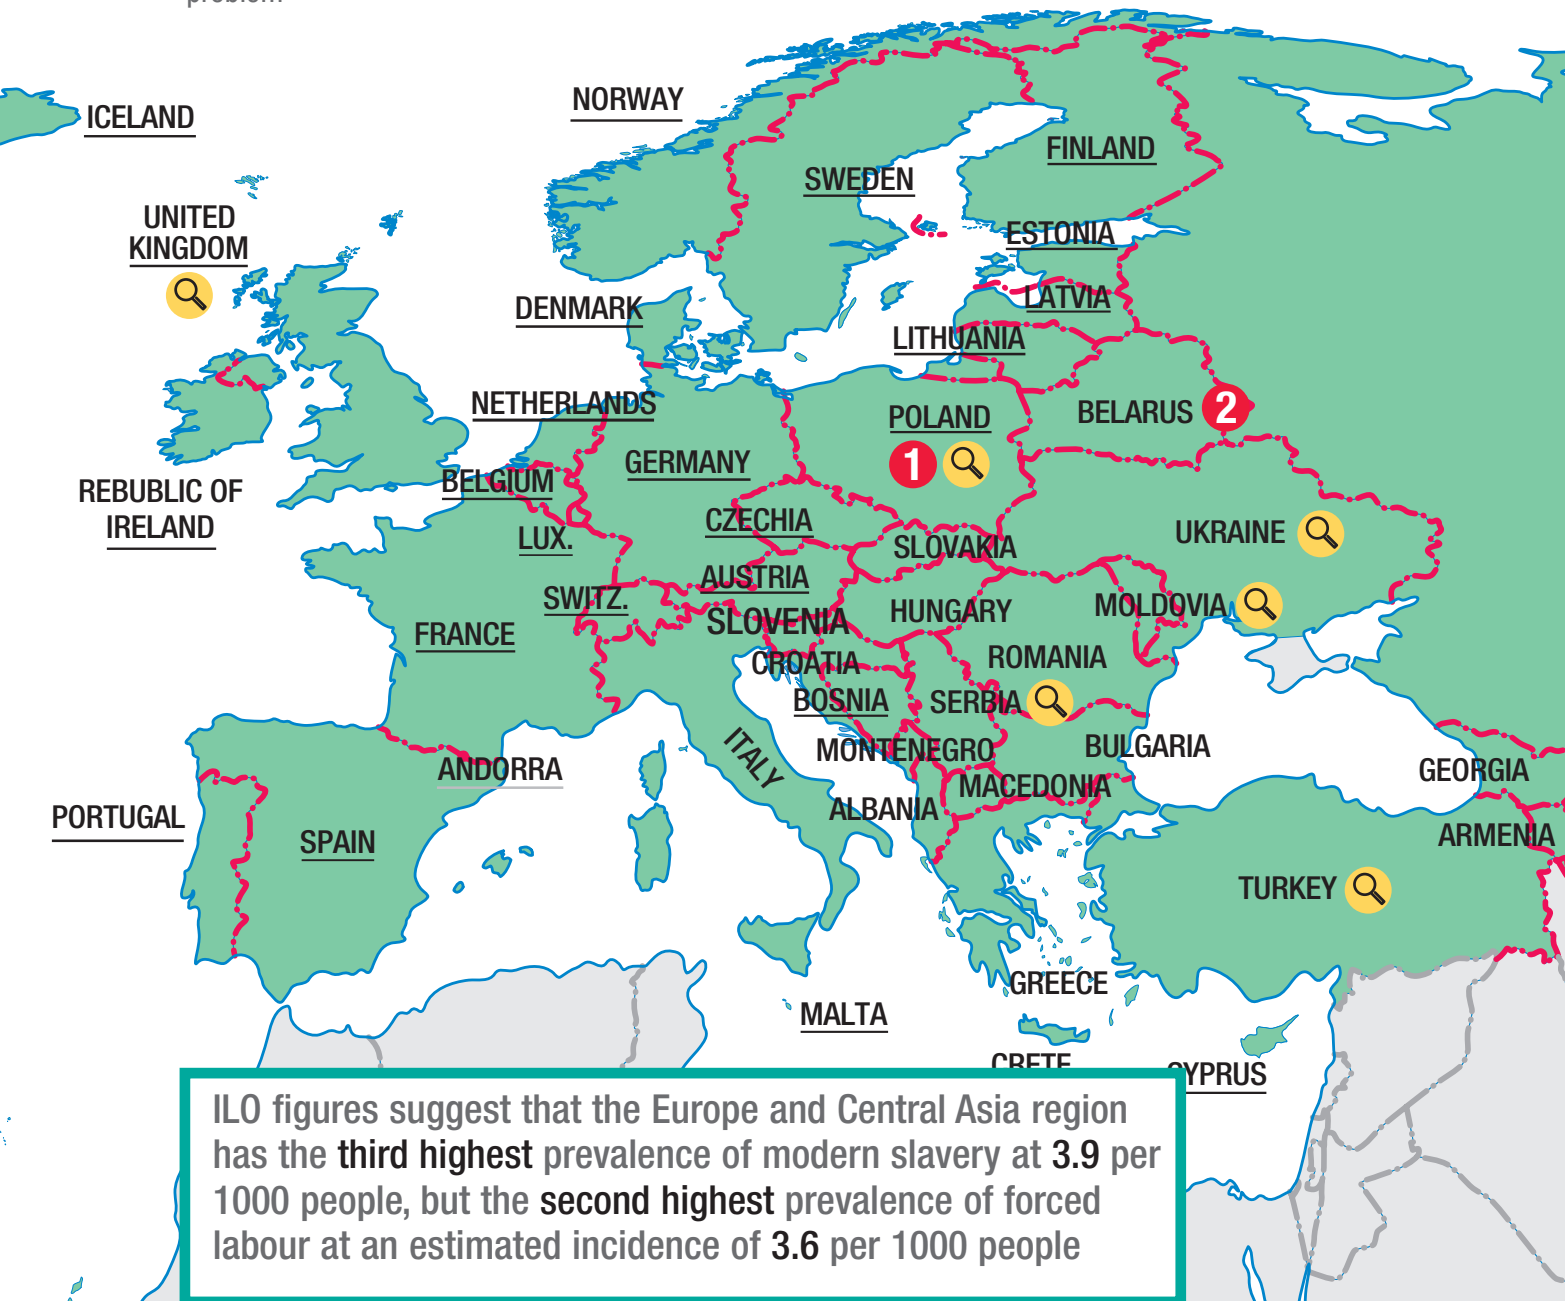 problem
NORWAY
ICELAND
FINLAND
SWEDEN
UNITED
KINGDOM
ESTONIA
LATVIA
DENMARK
LITHUANIA
NETHERLANDS
POLAND
BELARUS
2
1
GERMANY
BELGIUM
REBUBLIC OF
IRELAND
CZECHIA
UKRAINE
LUX.
SLOVAKIA
AUSTRIA
SWITZ.
MOLDOVIA
HUNGARY
SLOVENIA
FRANCE
ROMANIA
CROATIA
BOSNIA
SERBIA
ITALY
MONTENEGRO
BULGARIA
ANDORRA
GEORGIA
MACEDONIA
ALBANIA
PORTUGAL
ARMENIA
SPAIN
TURKEY
GREECE
MALTA
CRETE
CYPRUS
ILO figures suggest that the Europe and Central Asia region
has the third highest prevalence of modern slavery at 3.9 per
1000 people, but the second highest prevalence of forced
labour at an estimated incidence of 3.6 per 1000 people